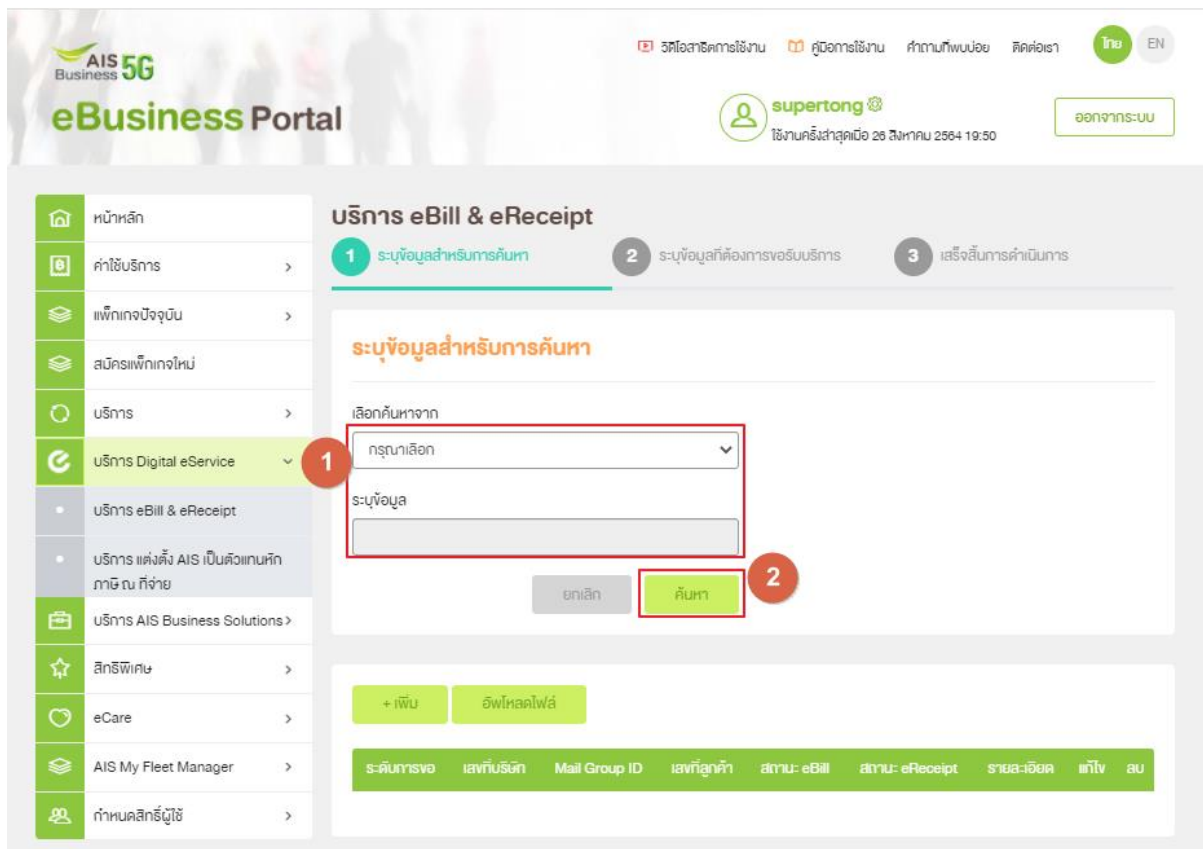 AIS 5G
Business
eBusiness Portal
วิดีโอสาธิตการใช้งาน คู่มือการใช้งาน คำถามที่พบบ่อย ติดต่อเรา ไทย EN
supertong
ใช้งานครั้งล่าสุดเมื่อ 26 สิงหาคม 2564 19:50
ออกจากระบบ
หน้าหลัก
ค่าใช้บริการ
แพ็กเกจปัจจุบัน
สมัครแพ็กเกจใหม่
บริการ
บริการ Digital eService
บริการ eBill & eReceipt
บริการ แต่งตั้ง AIS เป็นตัวแทนหัก
ภาษี ณ ที่จ่าย
บริการ AIS Business Solutions
สิทธิพิเศษ
eCare
AIS My Fleet Manager
กำหนดสิทธิ์ผู้ใช้
บริการ eBill & eReceipt
1 ระบุข้อมูลสำหรับการค้นหา
2 ระบุข้อมูลที่ต้องการขอรับบริการ
3 เสร็จสิ้นการดำเนินการ
ระบุข้อมูลสำหรับการค้นหา
เลือกค้นหาจาก
1
กรุณาเลือก
ระบุข้อมูล
ยกเลิก
ค้นหา
2
+ เพิ่ม
อัพโหลดไฟล์
ระดับการขอ เลขที่บริษัท Mail Group ID เลขที่ลูกค้า สถานะ eBill สถานะ eReceipt รายละเอียด แก้ไข ลบ